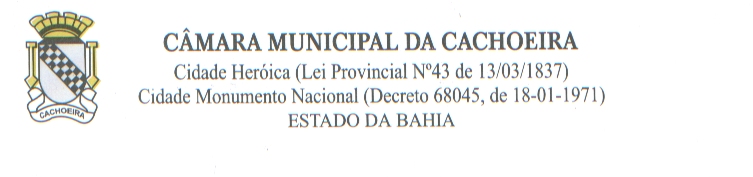 CÂMARA MUNICIPAL DA CACHOEIRA
Cidade Heróica (Lei Provincial Nº43 de 13/03/1837)
Cidade Monumento Nacional (Decreto 68045, de 18-01-1971)
ESTADO DA BAHIA
CACHOEIRA